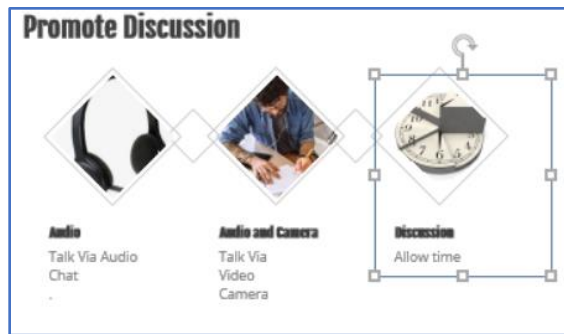 Promote Discussion
Audio
Talk Via Audio
Chat
.
Audio and Camera
Talk Via
Video
Camera
Discussion
Allow time